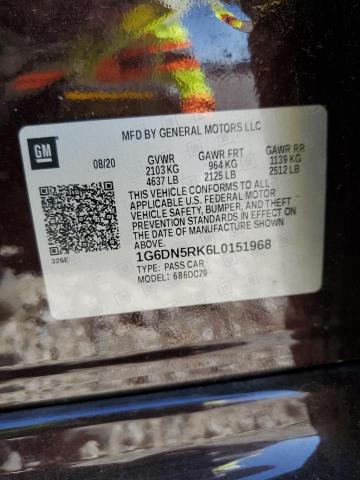 MFD BY GENERAL MOTORS LLC
GM
08/20 GVWR GAWR FRT GAWR RR
2103 KG 964 KG 1139 KG
4637 LB 2125 LB 2512 LB
THIS VEHICLE CONFORMS TO ALL
APPLICABLE U.S. FEDERAL MOTOR
VEHICLE SAFETY, BUMPER, AND THEFT
PREVENTION STANDARDS IN EFFECT ON
THE DATE OF MANUFACTURE SHOWN ABOVE.
326E
1G6DN5RK6L0151968
TYPE: PASS CAR
MODEL: 686DC79